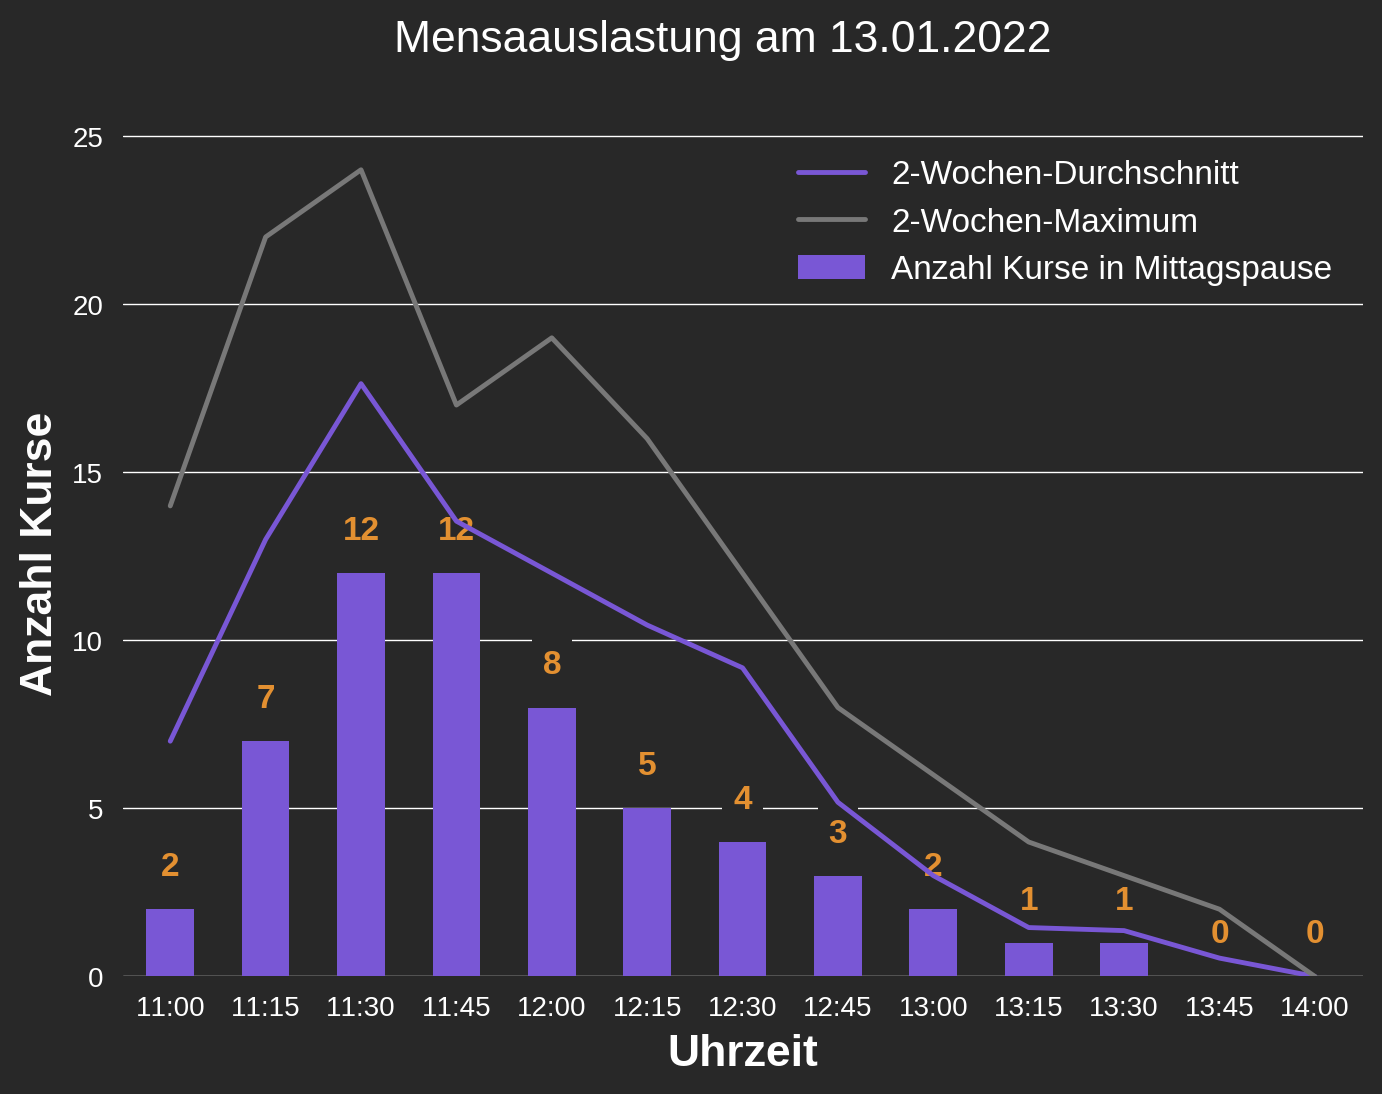 Mensaauslastung am 13.01.2022
2-Wochen-Durchschnitt
2-Wochen-Maximum
Anzahl Kurse in Mittagspause
Anzahl Kurse
25
20
15
10
5
0
2
7
12
12
8
5
4
3
2
1
1
0
0
11:00 11:15 11:30 11:45 12:00 12:15 12:30 12:45 13:00 13:15 13:30 13:45 14:00
Uhrzeit